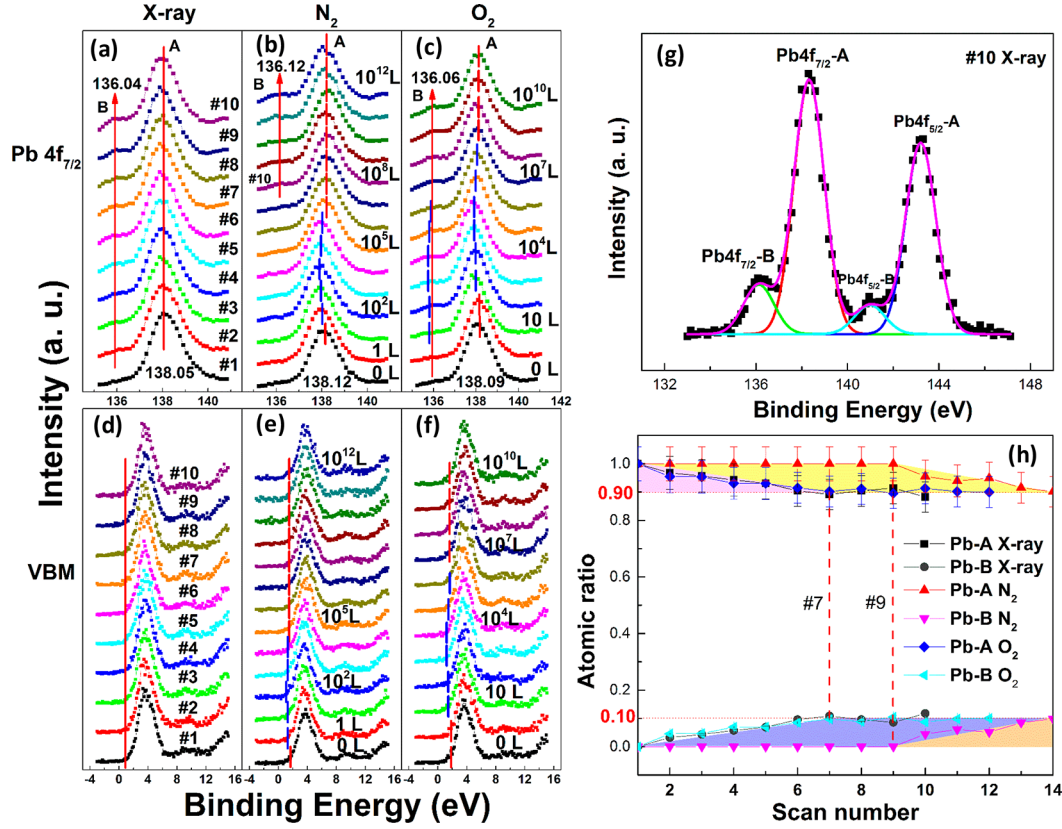 X-ray
N2
O2
(a)
A
136.04
B
#10
#9
#8
#7
#6
#5
#4
#3
#2
#1
138.05
136 138 140
(b)
A
136.12
B
10^12L
#10
10^8L
10^5L
10^2L
1 L
0 L
138.12
136 138 140
(c)
A
136.06
B
10^10L
10^7L
10^4L
10 L
0 L
138.09
136 138 140 142
Pb 4f7/2
VBM
Intensity (a. u.)
(d)
#10
#9
#8
#7
#6
#5
#4
#3
#2
#1
-4 0 4 8 12 16
(e)
10^12L
10^5L
10^2L
1 L
0 L
-4 0 4 8 12 16
(f)
10^10L
10^7L
10^4L
10 L
0 L
-4 0 4 8 12 16
Binding Energy (eV)
(g)
#10 X-ray
Pb4f7/2-A
Pb4f5/2-A
Pb4f7/2-B
Pb4f5/2-B
Intensity (a. u.)
132 136 140 144 148
Binding Energy (eV)
(h)
1.0
0.90
0.8
0.6
0.4
0.2
0.10
0.0
Atomic ratio
#7
#9
Pb-A X-ray
Pb-B X-ray
Pb-A N2
Pb-B N2
Pb-A O2
Pb-B O2
2 4 6 8 10 12 14
Scan number